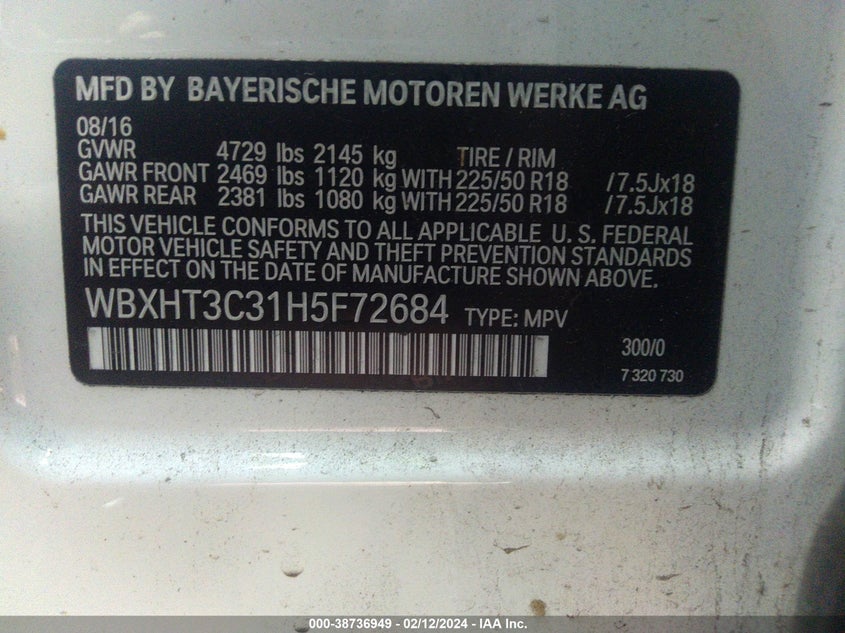 MFD BY BAYERISCHE MOTOREN WERKE AG
08/16
GVWR 4729 lbs 2145 kg TIRE / RIM
GAWR FRONT 2469 lbs 1120 kg WITH 225/50 R18 /7.5Jx18
GAWR REAR 2381 lbs 1080 kg WITH 225/50 R18 /7.5Jx18
THIS VEHICLE CONFORMS TO ALL APPLICABLE U. S. FEDERAL
MOTOR VEHICLE SAFETY AND THEFT PREVENTION STANDARDS
IN EFFECT ON THE DATE OF MANUFACTURE SHOWN ABOVE.
WBXHT3C31H5F72684 TYPE: MPV
300/0
7 320 730
000-38736949 - 02/12/2024 - IAA Inc.